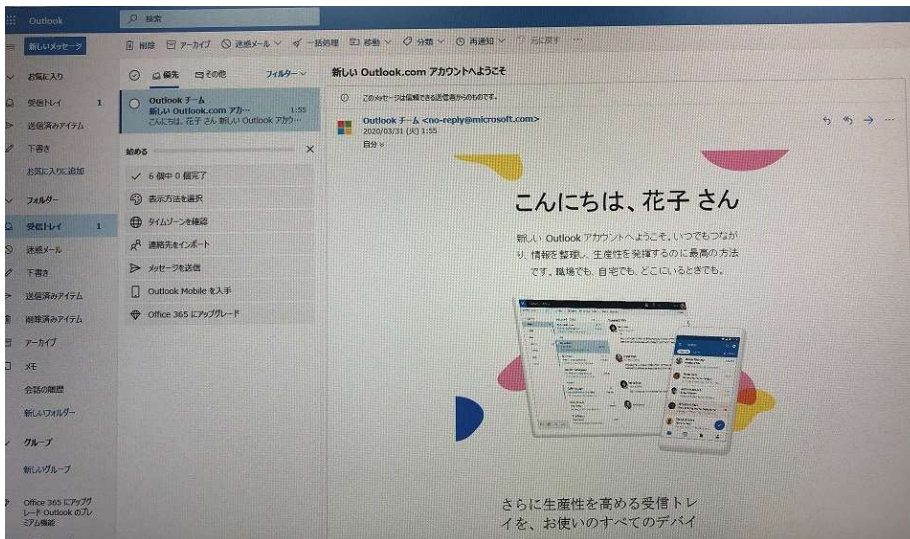 Outlook
検索
新しいメッセージ
削除 アーカイブ 迷惑メール 一括処理 移動 分類 再通知 元に戻す
お気に入り
受信トレイ 1
送信済みアイテム
下書き
お気に入りに追加
フォルダー
受信トレイ 1
迷惑メール
下書き
送信済みアイテム
削除済みアイテム
アーカイブ
メモ
会話の履歴
新しいフォルダー
グループ
新しいグループ
Office 365 にアップグ
レード Outlook のプレ
ミアム機能
優先 その他 フィルター
Outlook チーム
新しい Outlook.com アカ… 1:55
こんにちは、花子 さん 新しい Outlook アカウ…
始める
6 個中 0 個完了
表示方法を選択
タイムゾーンを確認
連絡先をインポート
メッセージを送信
Outlook Mobile を入手
Office 365 にアップグレード
新しい Outlook.com アカウントへようこそ
このメッセージは信頼できる送信者からのものです。
Outlook チーム <no-reply@microsoft.com>
2020/03/31 (火) 1:55
自分
こんにちは、花子 さん
新しい Outlook アカウントへようこそ。いつでもつなが
り、情報を整理し、生産性を発揮するのに最高の方法
です。職場でも、自宅でも、どこにいるときでも。
さらに生産性を高める受信トレ
イを、お使いのすべてのデバイ